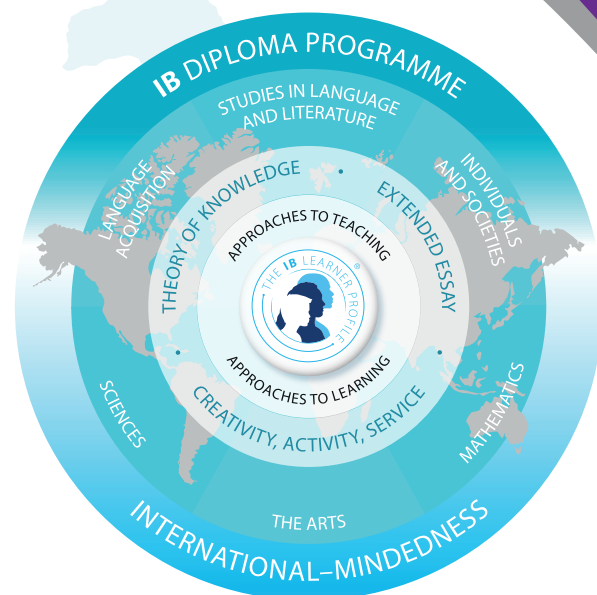 IB DIPLOMA PROGRAMME
STUDIES IN LANGUAGE
AND LITERATURE
LANGUAGE
ACQUISITION
INDIVIDUALS
AND SOCIETIES
THEORY OF KNOWLEDGE
EXTENDED ESSAY
APPROACHES TO TEACHING
THE IB LEARNER PROFILE
®
APPROACHES TO LEARNING
CREATIVITY, ACTIVITY, SERVICE
SCIENCES
MATHEMATICS
THE ARTS
INTERNATIONAL–MINDEDNESS